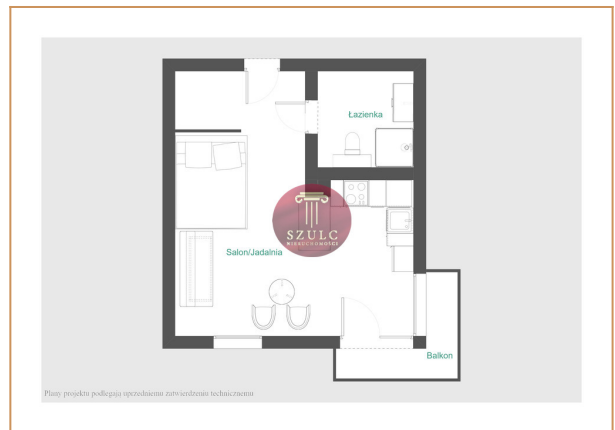 Łazienka
SZULC
NIERUCHOMOŚCI
Salon/Jadalnia
Balkon
Plany projektu podlegają uprzedniemu zatwierdzeniu technicznemu